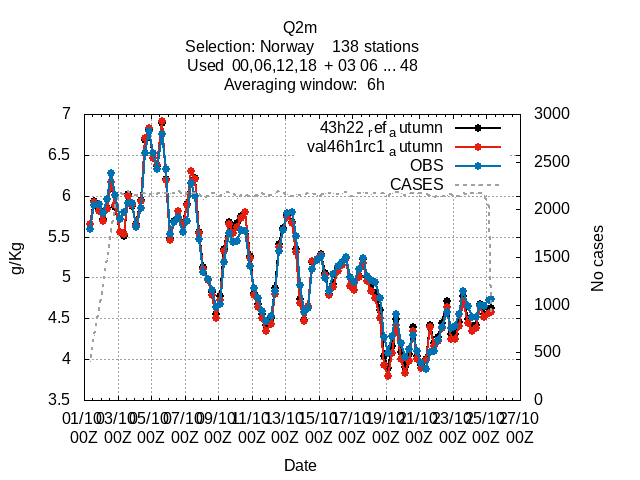 Q2m
Selection: Norway 138 stations
Used 00,06,12,18 + 03 06 ... 48
Averaging window: 6h
43h22_ref_autumn
val46h1rc1_autumn
OBS
CASES
g/Kg
7
6.5
6
5.5
5
4.5
4
3.5
No cases
3000
2500
2000
1500
1000
500
0
01/10 03/10 05/10 07/10 09/10 11/10 13/10 15/10 17/10 19/10 21/10 23/10 25/10 27/10
00Z 00Z 00Z 00Z 00Z 00Z 00Z 00Z 00Z 00Z 00Z 00Z 00Z 00Z
Date